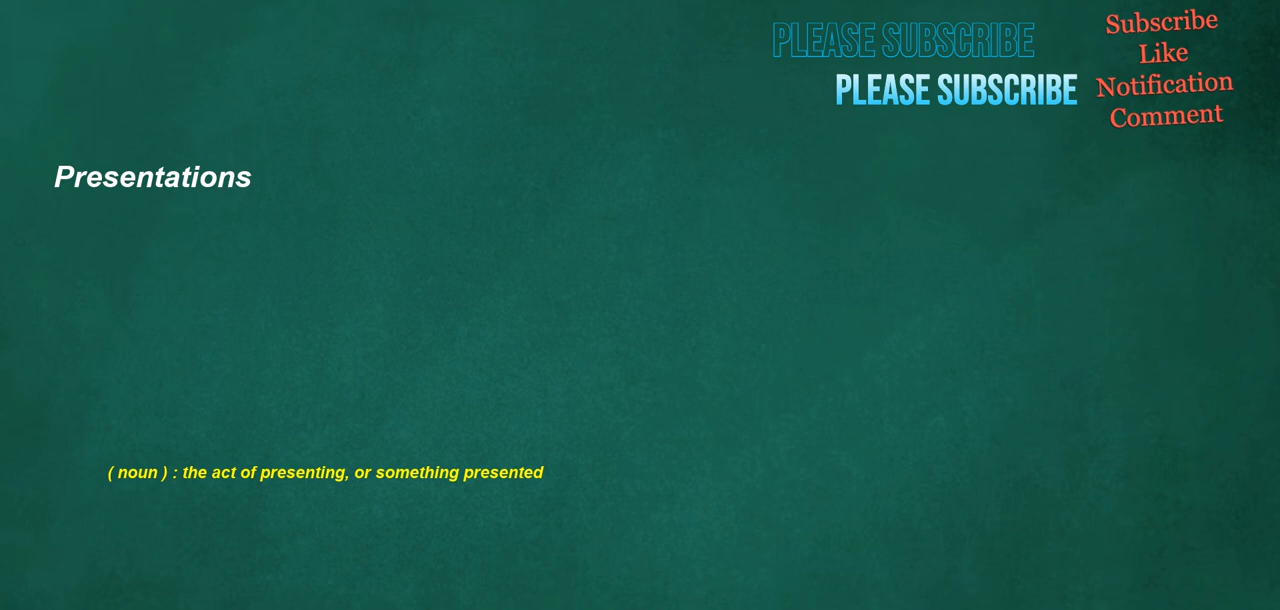 PLEASE SUBSCRIBE
PLEASE SUBSCRIBE
Subscribe
Like
Notification
Comment
Presentations
( noun ) : the act of presenting, or something presented